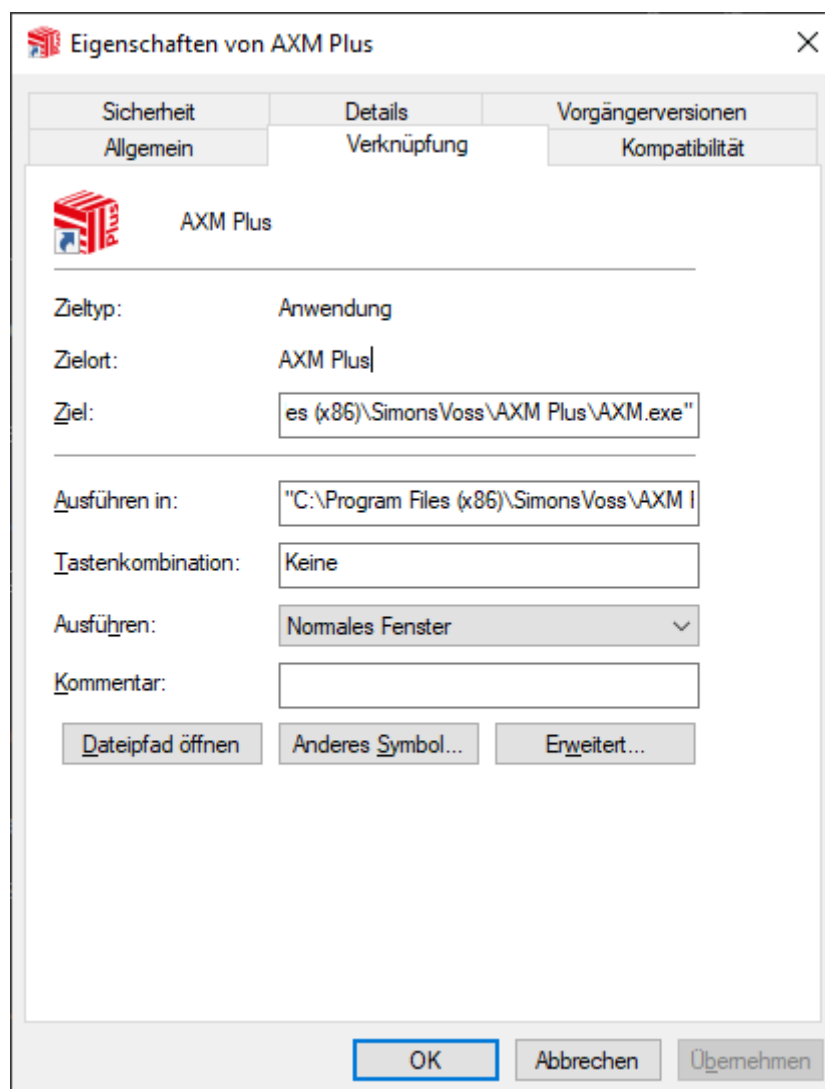 Eigenschaften von AXM Plus
Sicherheit Details Vorgängerversionen
Allgemein Verknüpfung Kompatibilität
Plus AXM Plus
Zieltyp: Anwendung
Zielort: AXM Plus
Ziel: es (x86)\SimonsVoss\AXM Plus\AXM.exe"
Ausführen in: "C:\Program Files (x86)\SimonsVoss\AXM
Tastenkombination: Keine
Ausführen: Normales Fenster
Kommentar:
Dateipfad öffnen Anderes Symbol... Erweitert...
OK Abbrechen Übernehmen